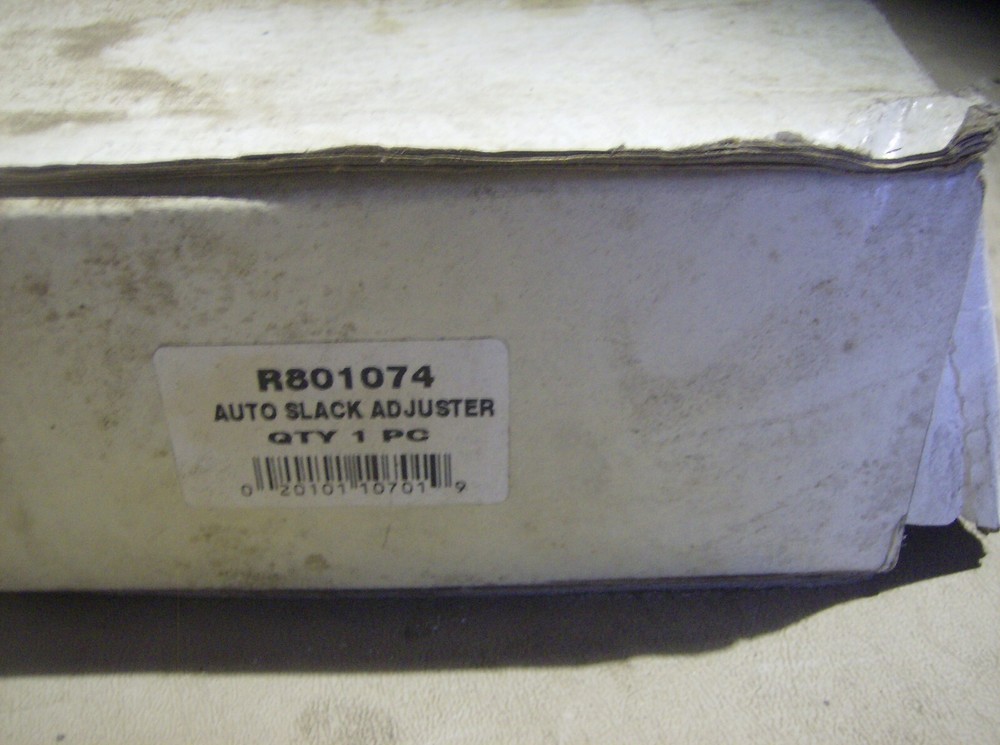 R801074
AUTO SLACK ADJUSTER
QTY 1 PC
0 20101 10701 9